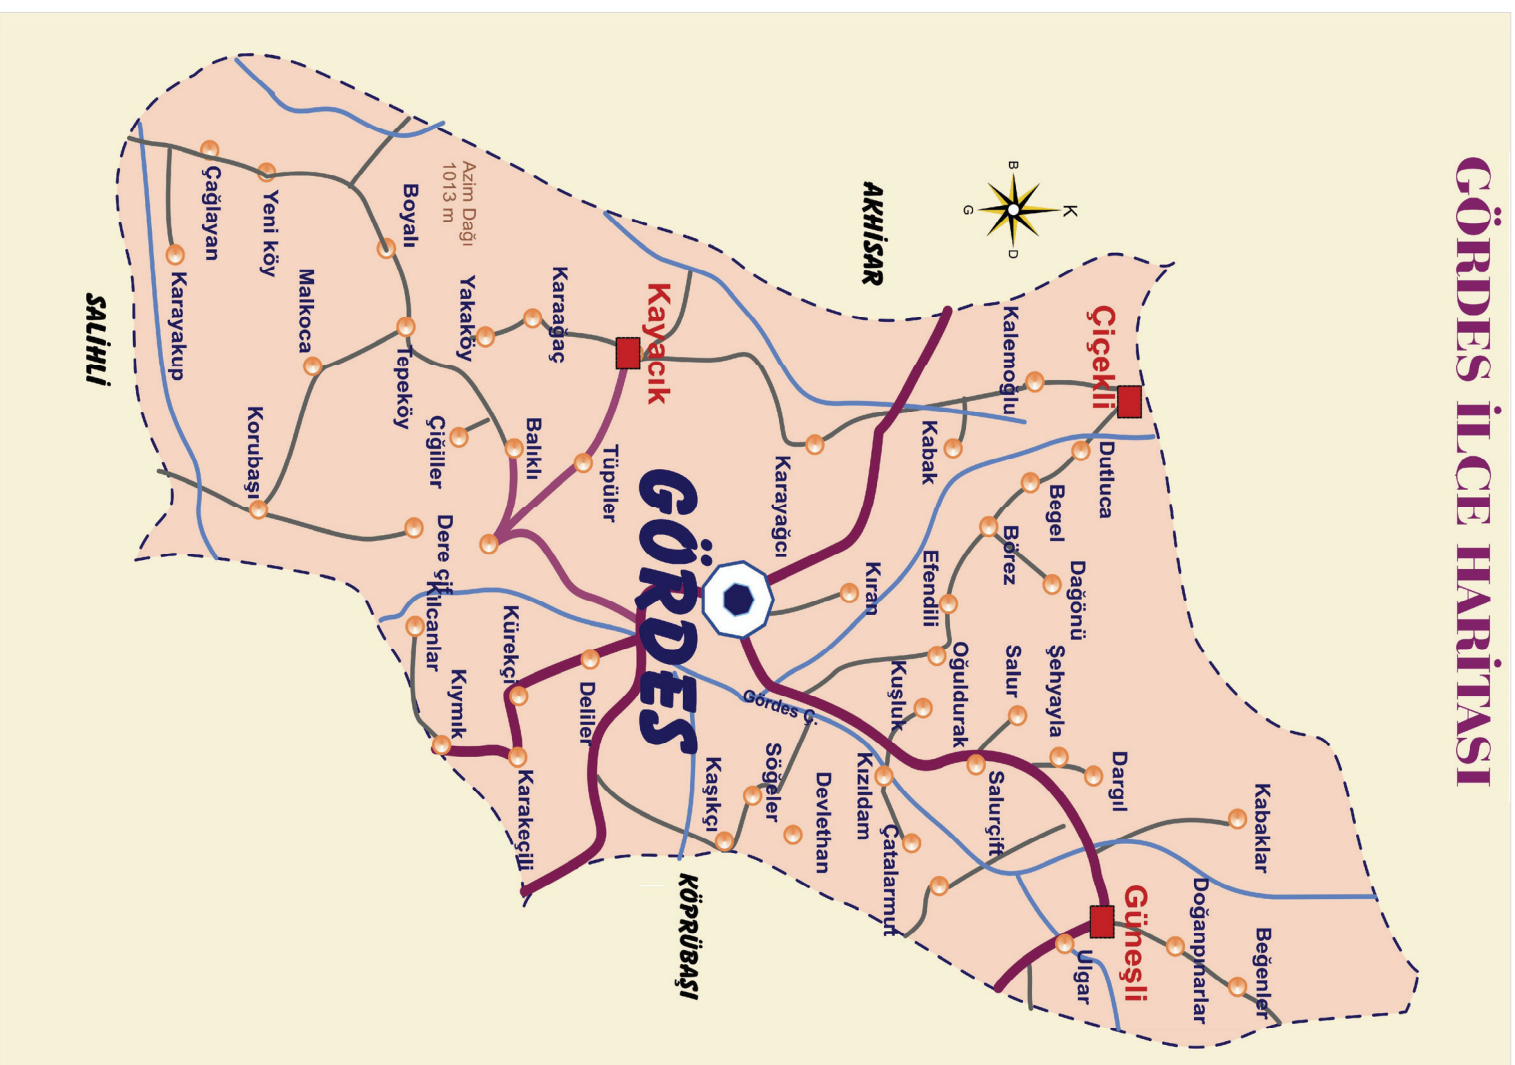 GÖRDES İLCE HARİTASI
K
B
D
G
Kabaklar
Beğenler
Doğanpınarlar
Güneşli
Çiçekli
Dutluca
Dargıl
Ulgar
Dağönü
Şehyayla
Begel
Salur
Kalemoğlu
Börez
Salurçift
Oğuldurak
Efendili
Kabak
Kuşluk
Çatalarmut
AKHİSAR
Kıran
Kızıldam
Devlethan
Gördes Ç.
Karayağcı
Söğeler
Kaşıkçı
KÖPRÜBAŞI
GÖRDES
Kayacık
Tüpüler
Deliler
Karaağaç
Balıklı
Karakeçili
Kürekçi
Azim Dağı
1013 m
Yakaköy
Kıymık
Dere çif
Kılcanlar
Çiğiller
Boyalı
Tepeköy
Malkoca
Yeni köy
Korubaşı
Çağlayan
Karayakup
SALİHLİ